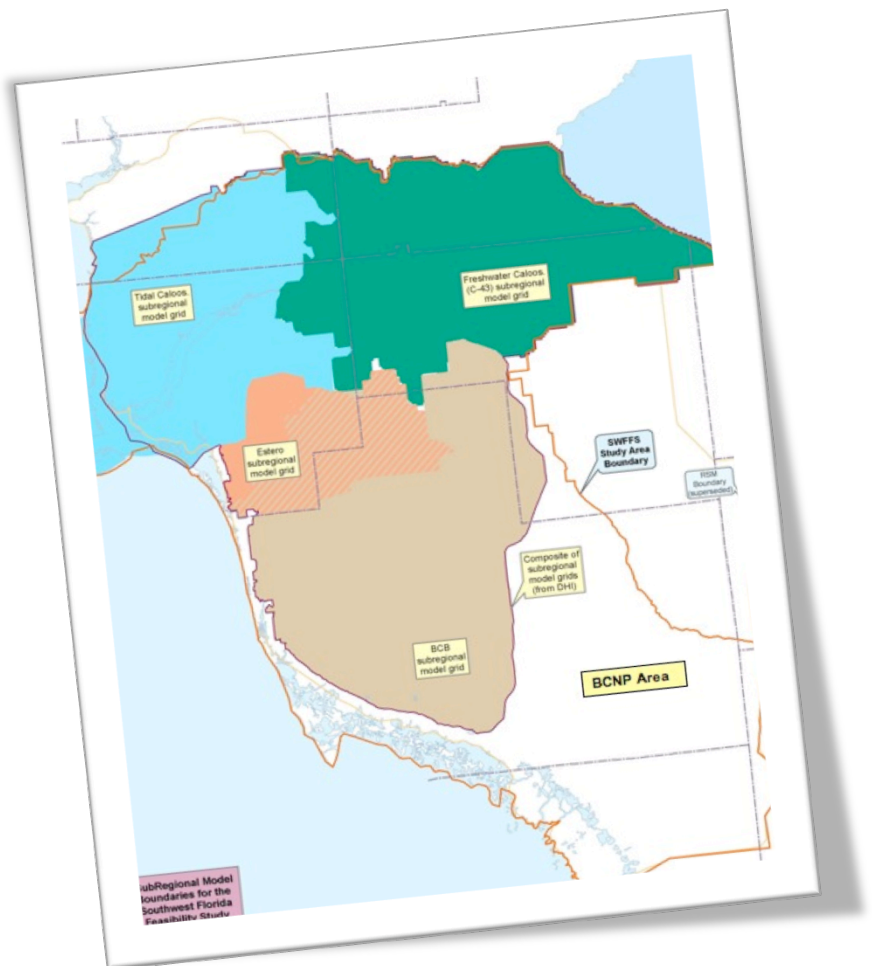 Freshwater Caloos.
(C-43) subregional
model grid
Tidal Caloos.
subregional
model grid
Estero
subregional
model grid
SWFFS
Study Area
Boundary
RSM
Boundary
(superseded)
Composite of
subregional
model grids
(from DHI)
BCB
subregional
model grid
BCNP Area
ubRegional Model
oundaries for the
Southwest Florida
Feasibility Study